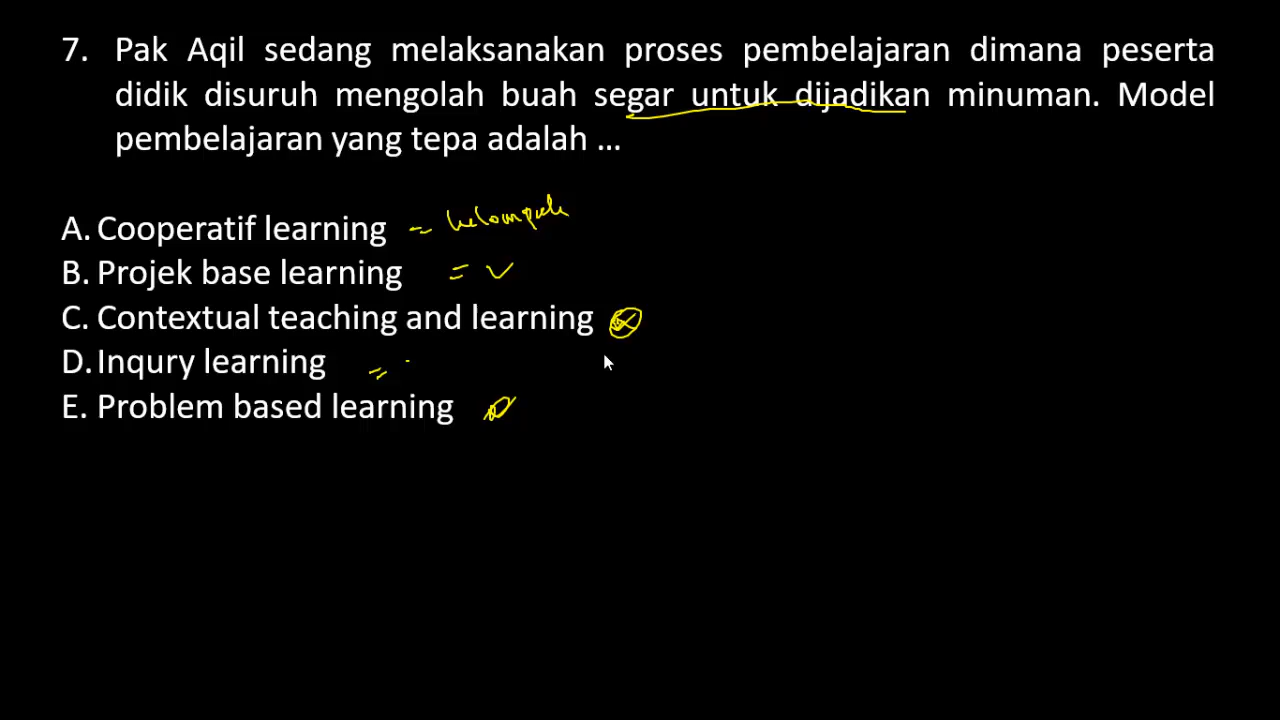 7. Pak Aqil sedang melaksanakan proses pembelajaran dimana peserta
didik disuruh mengolah buah segar untuk dijadikan minuman. Model
pembelajaran yang tepa adalah ...
A. Cooperatif learning = kelompok
B. Projek base learning =
C. Contextual teaching and learning
D. Inqury learning =
E. Problem based learning